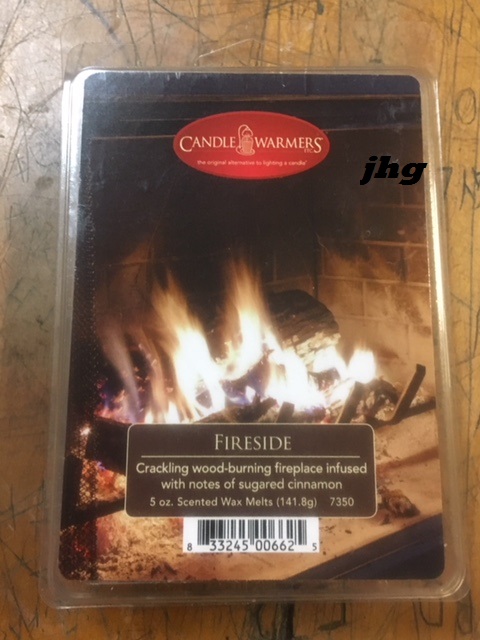 CANDLE WARMERS
ETC.
the original alternative to lighting a candle®
jhg
FIRESIDE
Crackling wood-burning fireplace infused
with notes of sugared cinnamon
5 oz. Scented Wax Melts (141.8g) 7350
8 33245 00662 5